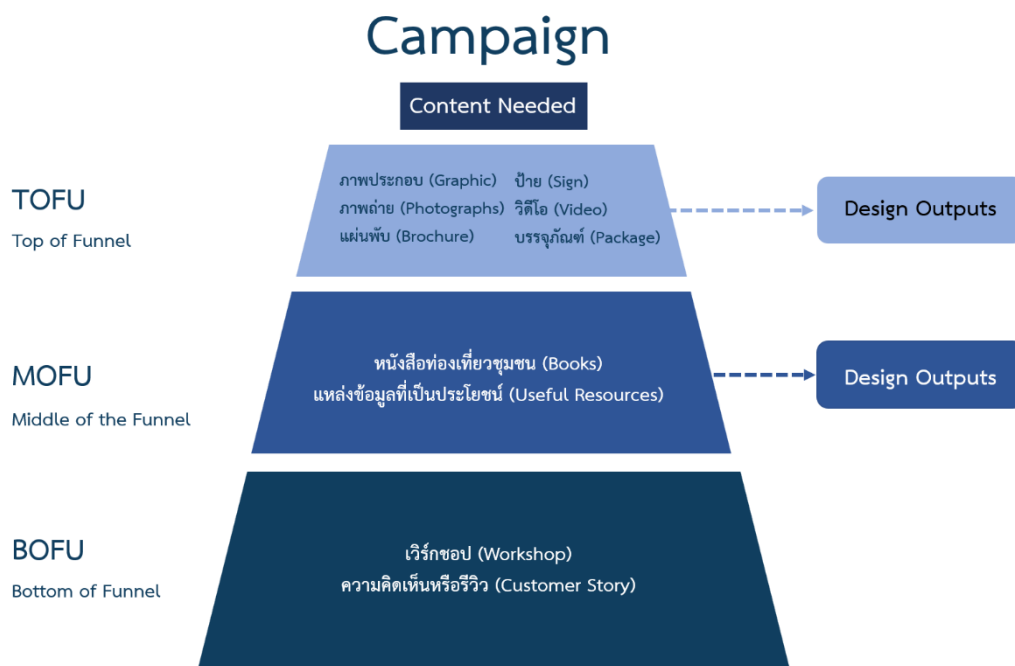 Campaign
Content Needed
TOFU
Top of Funnel
ภาพประกอบ (Graphic) ป้าย (Sign)
ภาพถ่าย (Photographs) วิดีโอ (Video)
แผ่นพับ (Brochure) บรรจุภัณฑ์ (Package)
Design Outputs
MOFU
Middle of the Funnel
หนังสือท่องเที่ยวชุมชน (Books)
แหล่งข้อมูลที่เป็นประโยชน์ (Useful Resources)
Design Outputs
BOFU
Bottom of Funnel
เวิร์กชอป (Workshop)
ความคิดเห็นหรือรีวิว (Customer Story)